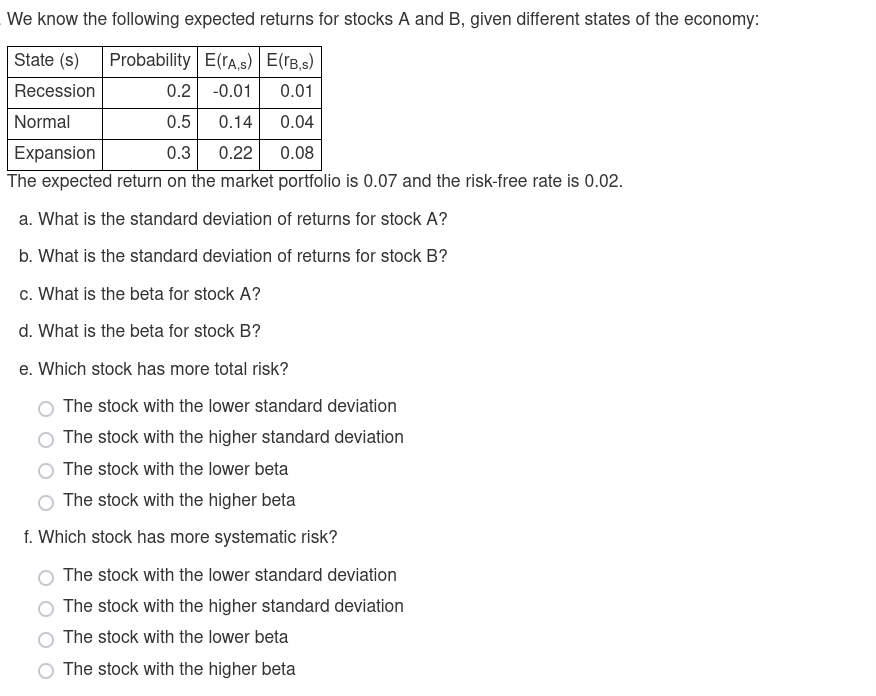 We know the following expected returns for stocks A and B, given different states of the economy:
State (s) Probability E(rA,s) E(rB,s)
Recession 0.2 -0.01 0.01
Normal 0.5 0.14 0.04
Expansion 0.3 0.22 0.08
The expected return on the market portfolio is 0.07 and the risk-free rate is 0.02.
a. What is the standard deviation of returns for stock A?
b. What is the standard deviation of returns for stock B?
c. What is the beta for stock A?
d. What is the beta for stock B?
e. Which stock has more total risk?
The stock with the lower standard deviation
The stock with the higher standard deviation
The stock with the lower beta
The stock with the higher beta
f. Which stock has more systematic risk?
The stock with the lower standard deviation
The stock with the higher standard deviation
The stock with the lower beta
The stock with the higher beta